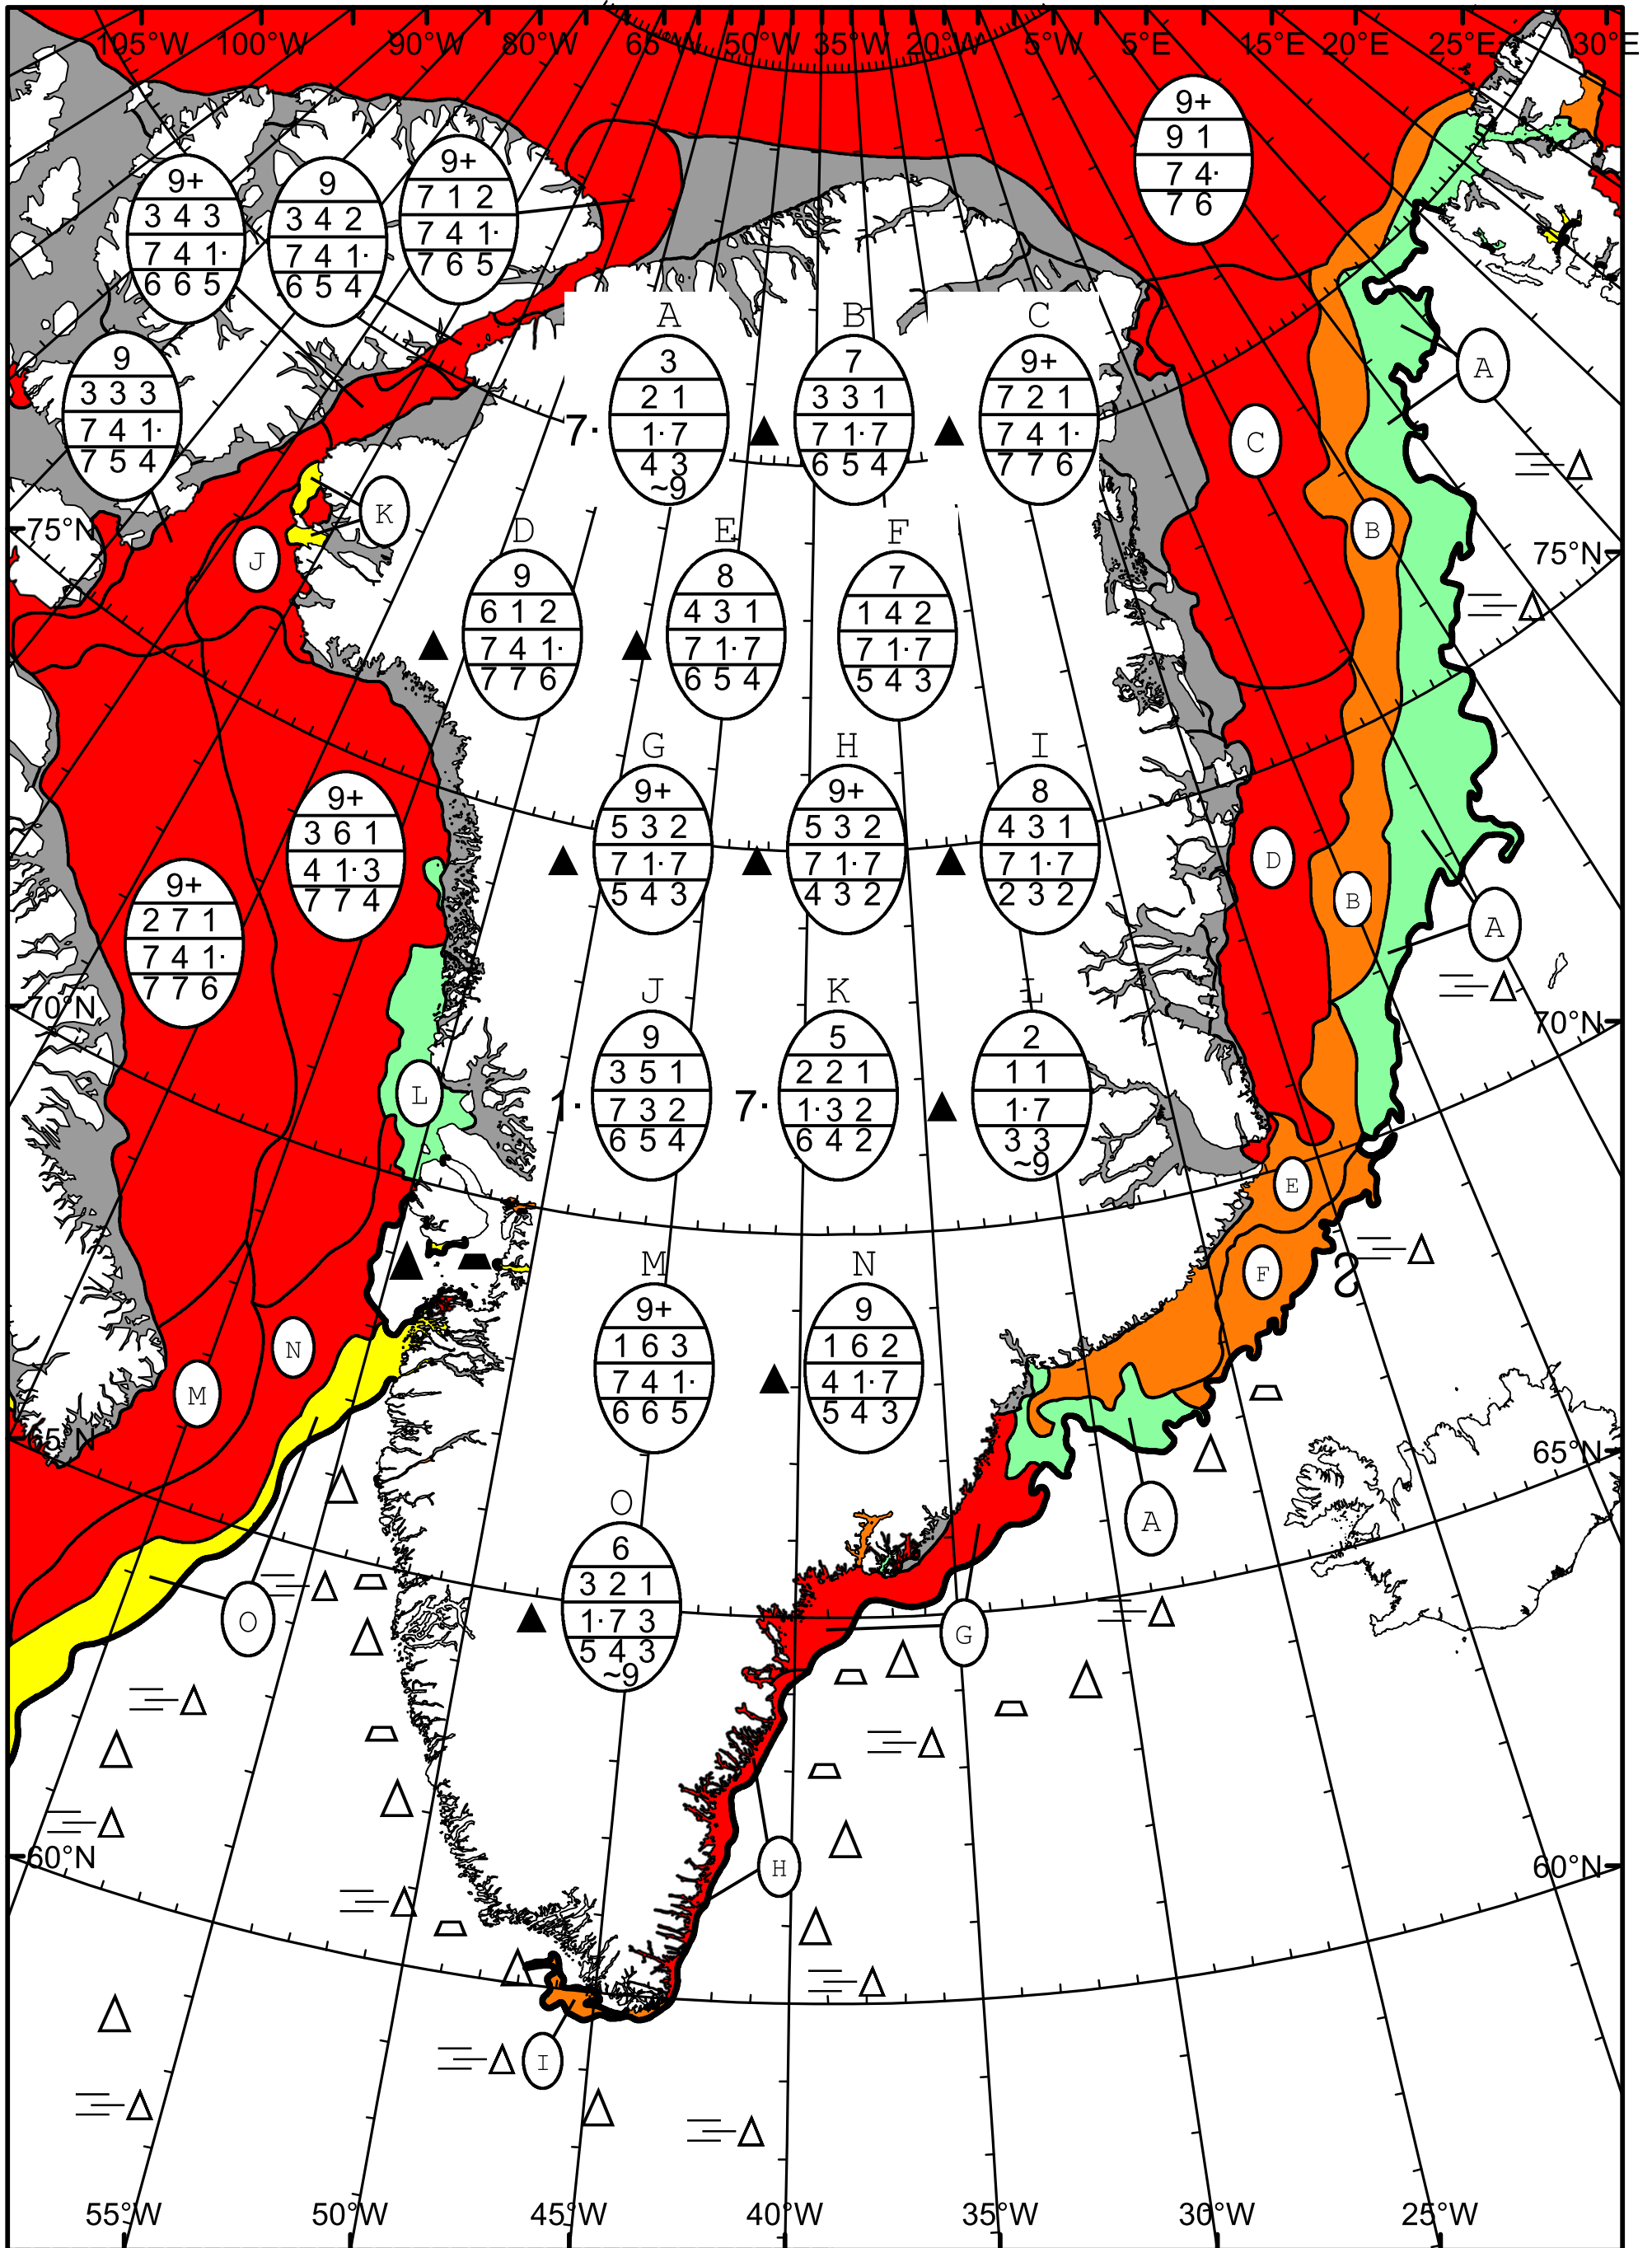 105°W 100°W 90°W 80°W 65°W 50°W 35°W 20°W 5°W 5°E 15°E 20°E 25°E 30°E
9+
9 1
7 4·
7 6
9+
3 4 3
7 4 1·
6 6 5
9
3 4 2
7 4 1·
6 5 4
9+
7 1 2
7 4 1·
7 6 5
9
3 3 3
7 4 1·
7 5 4
A
3
2 1
7· 1·7
4 3
~9
B
7
3 3 1
7 1·7
6 5 4
C
9+
7 2 1
7 4 1·
7 7 6
A
C
K
B
J
75°N
75°N
D
9
6 1 2
7 4 1·
7 7 6
E
8
4 3 1
7 1·7
6 5 4
F
7
1 4 2
7 1·7
5 4 3
G
9+
5 3 2
7 1·7
5 4 3
H
9+
5 3 2
7 1·7
4 3 2
I
8
4 3 1
7 1·7
2 3 2
9+
3 6 1
4 1·3
7 7 4
9+
2 7 1
7 4 1·
7 7 6
D
B
A
70°N
70°N
J
9
3 5 1
1· 7 3 2
6 5 4
K
5
2 2 1
7· 1·3 2
6 4 2
L
2
1 1
1·7
3 3
~9
L
E
F
M
9+
1 6 3
7 4 1·
6 6 5
N
9
1 6 2
4 1·7
5 4 3
N
M
65°N
65°N
O
6
3 2 1
1·7 3
5 4 3
~9
A
O
G
H
60°N
60°N
I
55°W 50°W 45°W 40°W 35°W 30°W 25°W